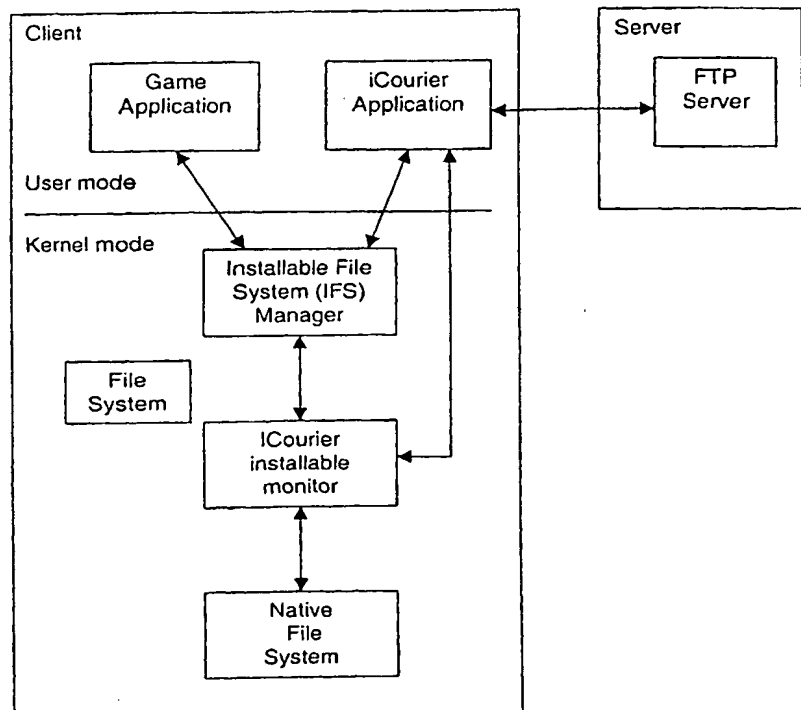 Client
Game
Application
iCourier
Application
User mode
Kernel mode
Installable File
System (IFS)
Manager
File
System
ICourier
installable
monitor
Native
File
System
Server
FTP
Server